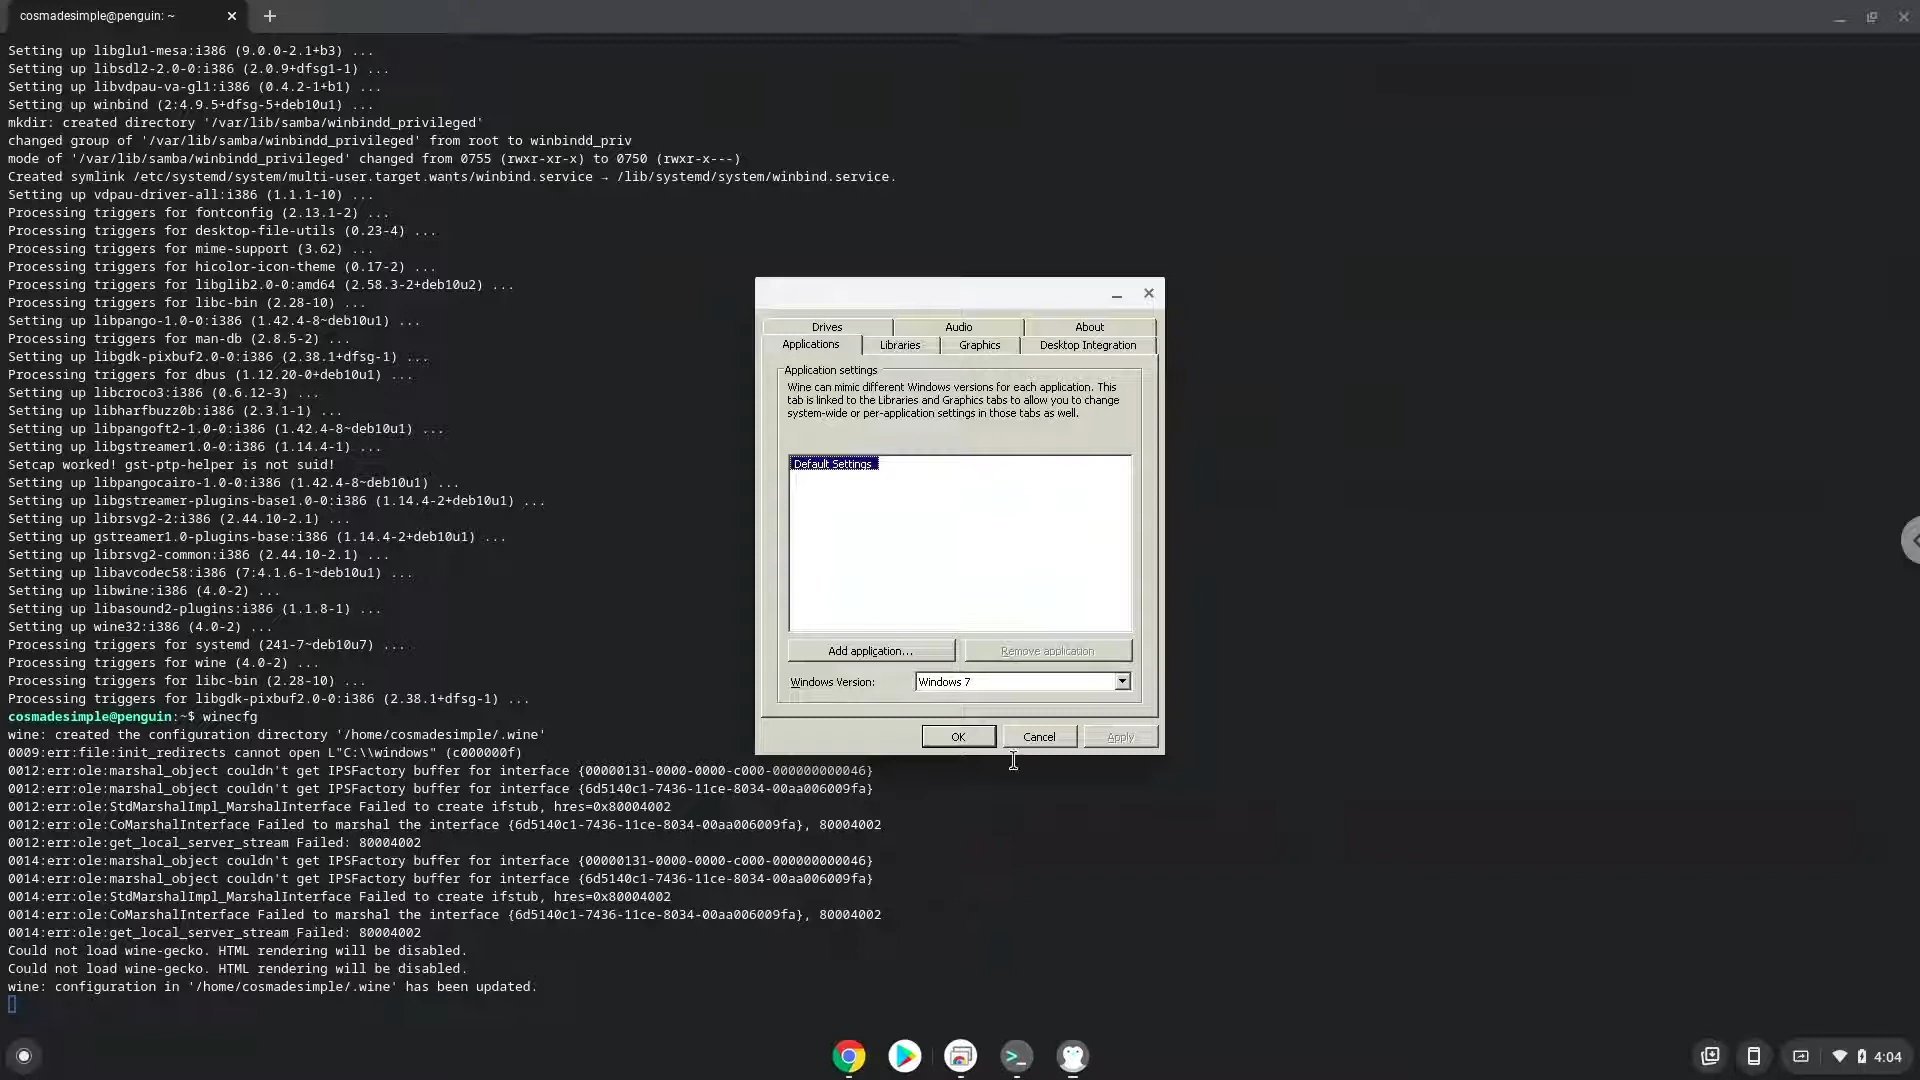 cosmadesimple@penguin: ~
Setting up libglu1-mesa:i386 (9.0.0-2.1+b3) ...
Setting up libsdl2-2.0-0:i386 (2.0.9+dfsg1-1) ...
Setting up libvdpau-va-gl1:i386 (0.4.2-1+b1) ...
Setting up winbind (2:4.9.5+dfsg-5+deb10u1) ...
mkdir: created directory '/var/lib/samba/winbindd_privileged'
changed group of '/var/lib/samba/winbindd_privileged' from root to winbindd_priv
mode of '/var/lib/samba/winbindd_privileged' changed from 0755 (rwxr-xr-x) to 0750 (rwxr-x---)
Created symlink /etc/systemd/system/multi-user.target.wants/winbind.service → /lib/systemd/system/winbind.service.
Setting up vdpau-driver-all:i386 (1.1.1-10) ...
Processing triggers for fontconfig (2.13.1-2) ...
Processing triggers for desktop-file-utils (0.23-4) ...
Processing triggers for mime-support (3.62) ...
Processing triggers for hicolor-icon-theme (0.17-2) ...
Processing triggers for libglib2.0-0:amd64 (2.58.3-2+deb10u2) ...
Processing triggers for libc-bin (2.28-10) ...
Setting up libpango-1.0-0:i386 (1.42.4-8~deb10u1) ...
Processing triggers for man-db (2.8.5-2) ...
Setting up libgdk-pixbuf2.0-0:i386 (2.38.1+dfsg-1) ...
Processing triggers for dbus (1.12.20-0+deb10u1) ...
Setting up libcroco3:i386 (0.6.12-3) ...
Setting up libharfbuzz0b:i386 (2.3.1-1) ...
Setting up libpangoft2-1.0-0:i386 (1.42.4-8~deb10u1) ...
Setting up libgstreamer1.0-0:i386 (1.14.4-1) ...
Setcap worked! gst-ptp-helper is not suid!
Setting up libpangocairo-1.0-0:i386 (1.42.4-8~deb10u1) ...
Setting up libgstreamer-plugins-base1.0-0:i386 (1.14.4-2+deb10u1) ...
Setting up librsvg2-2:i386 (2.44.10-2.1) ...
Setting up gstreamer1.0-plugins-base:i386 (1.14.4-2+deb10u1) ...
Setting up librsvg2-common:i386 (2.44.10-2.1) ...
Setting up libavcodec58:i386 (7:4.1.6-1~deb10u1) ...
Setting up libwine:i386 (4.0-2) ...
Setting up libasound2-plugins:i386 (1.1.8-1) ...
Setting up wine32:i386 (4.0-2) ...
Processing triggers for systemd (241-7~deb10u7) ...
Processing triggers for wine (4.0-2) ...
Processing triggers for libc-bin (2.28-10) ...
Processing triggers for libgdk-pixbuf2.0-0:i386 (2.38.1+dfsg-1) ...
cosmadesimple@penguin:~$ winecfg
wine: created the configuration directory '/home/cosmadesimple/.wine'
0009:err:file:init_redirects cannot open L"C:\\windows" (c000000f)
0012:err:ole:marshal_object couldn't get IPSFactory buffer for interface {00000131-0000-0000-c000-000000000046}
0012:err:ole:marshal_object couldn't get IPSFactory buffer for interface {6d5140c1-7436-11ce-8034-00aa006009fa}
0012:err:ole:StdMarshalImpl_MarshalInterface Failed to create ifstub, hres=0x80004002
0012:err:ole:CoMarshalInterface Failed to marshal the interface {6d5140c1-7436-11ce-8034-00aa006009fa}, 80004002
0012:err:ole:get_local_server_stream Failed: 80004002
0014:err:ole:marshal_object couldn't get IPSFactory buffer for interface {00000131-0000-0000-c000-000000000046}
0014:err:ole:marshal_object couldn't get IPSFactory buffer for interface {6d5140c1-7436-11ce-8034-00aa006009fa}
0014:err:ole:StdMarshalImpl_MarshalInterface Failed to create ifstub, hres=0x80004002
0014:err:ole:CoMarshalInterface Failed to marshal the interface {6d5140c1-7436-11ce-8034-00aa006009fa}, 80004002
0014:err:ole:get_local_server_stream Failed: 80004002
Could not load wine-gecko. HTML rendering will be disabled.
Could not load wine-gecko. HTML rendering will be disabled.
wine: configuration in '/home/cosmadesimple/.wine' has been updated.
Drives Audio About
Applications Libraries Graphics Desktop Integration
Application settings
Wine can mimic different Windows versions for each application. This
tab is linked to the Libraries and Graphics tabs to allow you to change
system-wide or per-application settings in those tabs as well.
Default Settings
Add application... Remove application
Windows Version: Windows 7
OK Cancel Apply
4:04